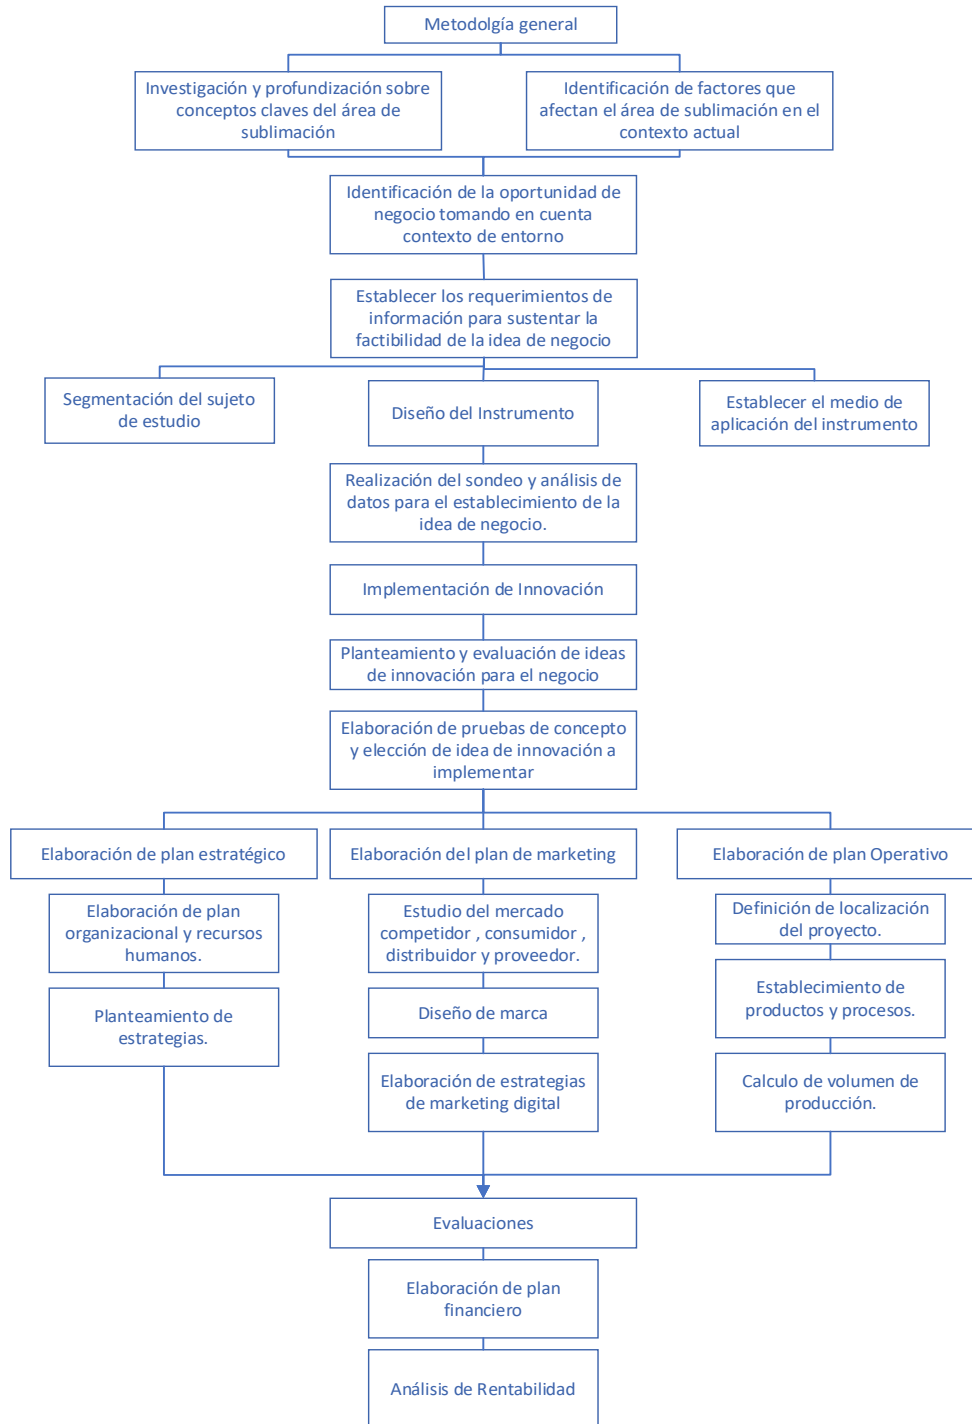 Metodolgía general
Investigación y profundización sobre
conceptos claves del área de
sublimación
Identificación de factores que
afectan el área de sublimación en el
contexto actual
Identificación de la oportunidad de
negocio tomando en cuenta
contexto de entorno
Establecer los requerimientos de
información para sustentar la
factibilidad de la idea de negocio
Segmentación del sujeto
de estudio
Diseño del Instrumento
Establecer el medio de
aplicación del instrumento
Realización del sondeo y análisis de
datos para el establecimiento de la
idea de negocio.
Implementación de Innovación
Planteamiento y evaluación de ideas
de innovación para el negocio
Elaboración de pruebas de concepto
y elección de idea de innovación a
implementar
Elaboración de plan estratégico
Elaboración de plan
organizacional y recursos
humanos.
Planteamiento de
estrategias.
Elaboración del plan de marketing
Estudio del mercado
competidor , consumidor ,
distribuidor y proveedor.
Diseño de marca
Elaboración de estrategias
de marketing digital
Elaboración de plan Operativo
Definición de localización
del proyecto.
Establecimiento de
productos y procesos.
Calculo de volumen de
producción.
Evaluaciones
Elaboración de plan
financiero
Análisis de Rentabilidad